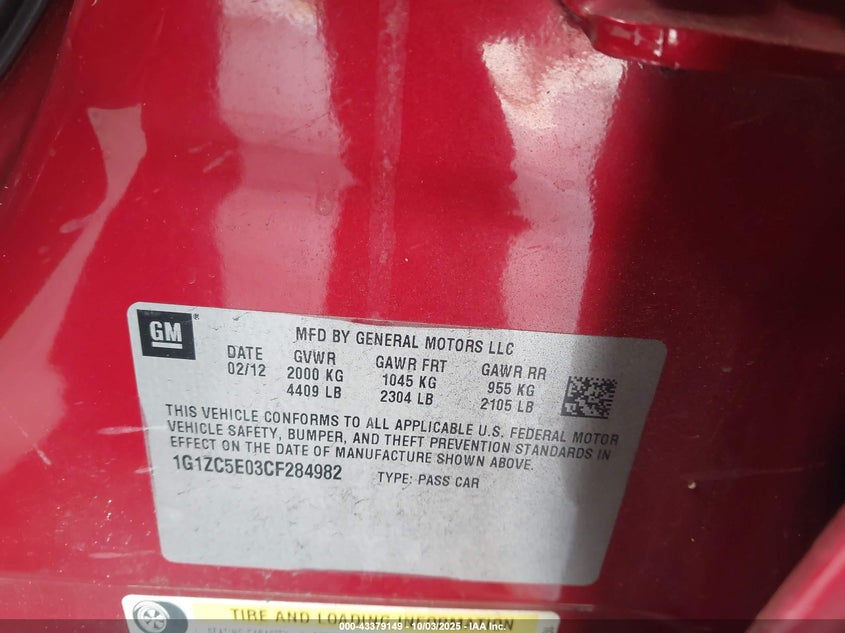 GM
®
MFD BY GENERAL MOTORS LLC
DATE GVWR GAWR FRT GAWR RR
02/12 2000 KG 1045 KG 955 KG
4409 LB 2304 LB 2105 LB
THIS VEHICLE CONFORMS TO ALL APPLICABLE U.S. FEDERAL MOTOR
VEHICLE SAFETY, BUMPER, AND THEFT PREVENTION STANDARDS IN
EFFECT ON THE DATE OF MANUFACTURE SHOWN ABOVE.
1G1ZC5E03CF284982 TYPE: PASS CAR
TIRE AND LOADING INFORMATION
000-43379149 - 10/03/2025 - IAA Inc.